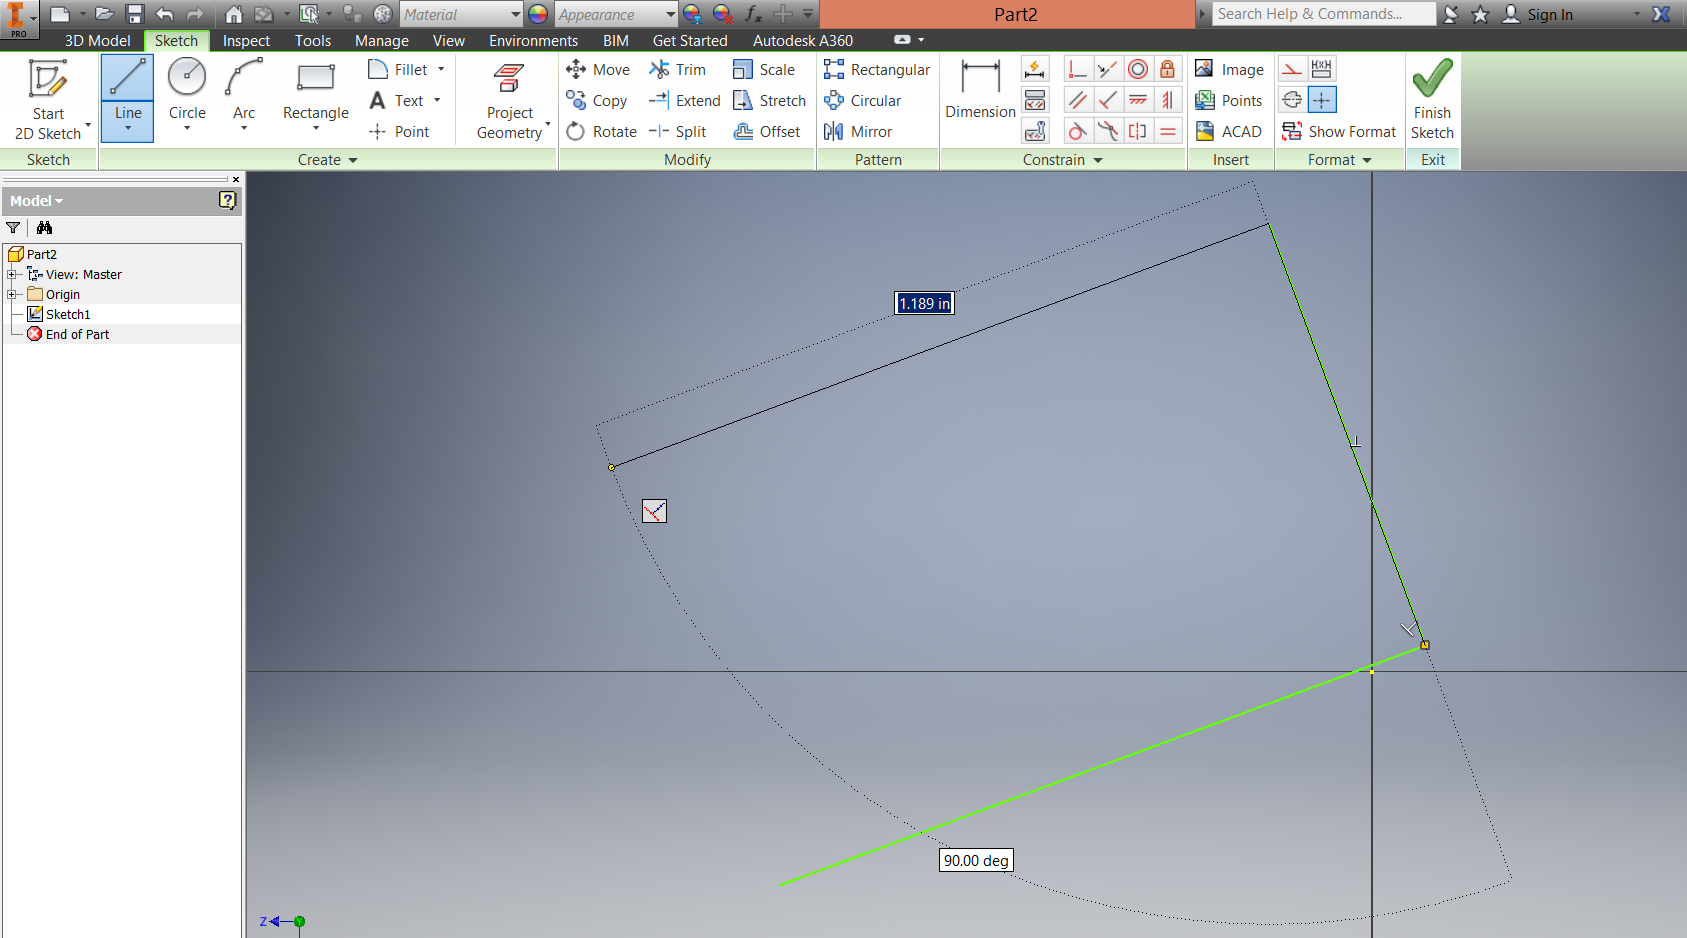 PRO
Material
Appearance
fx
Part2
Search Help & Commands...
Sign In
3D Model Sketch Inspect Tools Manage View Environments BIM Get Started Autodesk A360
Start
2D Sketch
Line
Circle
Arc
Rectangle
Fillet
A Text
Point
Project
Geometry
Move
Copy
Rotate
Trim
Extend
Split
Scale
Stretch
Offset
Rectangular
Circular
Mirror
Dimension
Image
Points
ACAD
Show Format
Finish
Sketch
Sketch Create Modify Pattern Constrain Insert Format Exit
Model
Part2
View: Master
Origin
Sketch1
End of Part
1.189 in
90.00 deg
Z